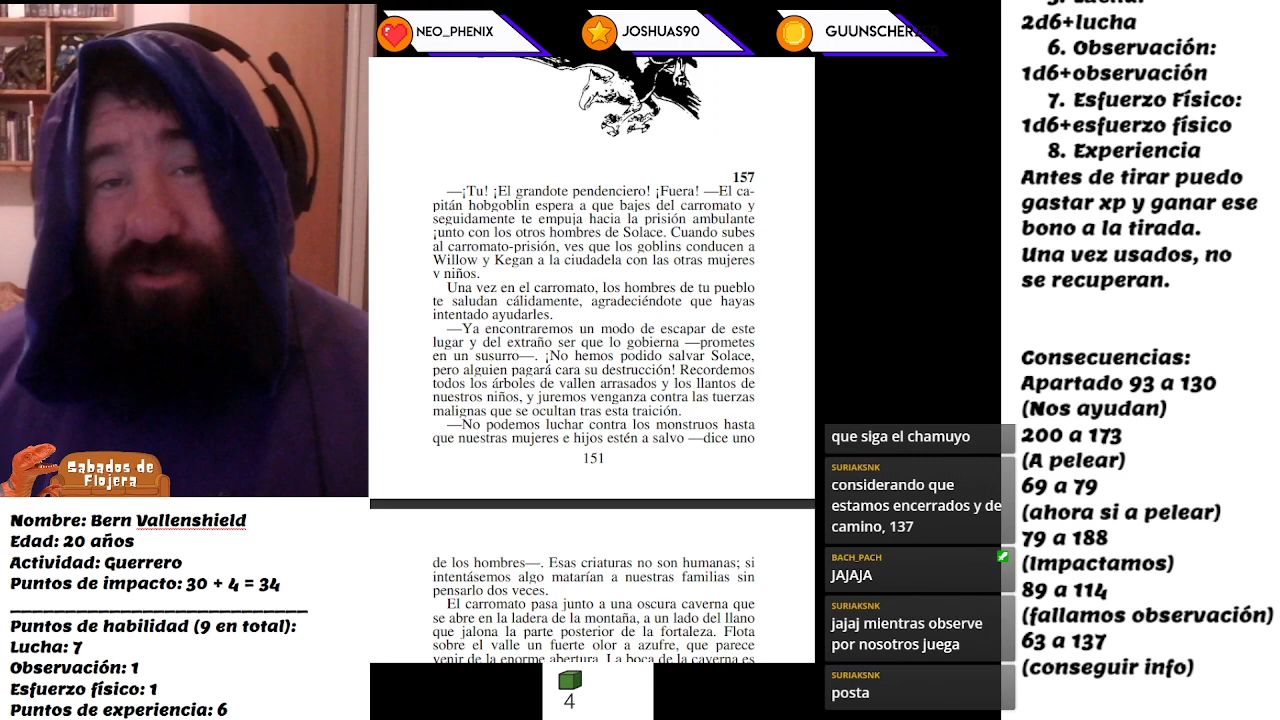 NEO_PHENIX
JOSHUAS90
GUUNSCHERZER
157
—¡Tu! ¡El grandote pendenciero! ¡Fuera! —El ca-
pitán hobgoblin espera a que bajes del carromato y
seguidamente te empuja hacia la prisión ambulante
¡unto con los otros hombres de Solace. Cuando subes
al carromato-prisión, ves que los goblins conducen a
Willow y Kegan a la ciudadela con las otras mujeres
v niños.
Una vez en el carromato, los hombres de tu pueblo
te saludan cálidamente, agradeciéndote que hayas
intentado ayudarles.
—Ya encontraremos un modo de escapar de este
lugar y del extraño ser que lo gobierna —prometes
en un susurro—. ¡No hemos podido salvar Solace,
pero alguien pagará cara su destrucción! Recordemos
todos los árboles de vallen arrasados y los llantos de
nuestros niños, y juremos venganza contra las tuerzas
malignas que se ocultan tras esta traición.
—No podemos luchar contra los monstruos hasta
que nuestras mujeres e hijos estén a salvo —dice uno
151
de los hombres—. Esas criaturas no son humanas; si
intentásemos algo matarían a nuestras familias sin
pensarlo dos veces.
El carromato pasa junto a una oscura caverna que
se abre en la ladera de la montaña, a un lado del llano
que jalona la parte posterior de la fortaleza. Flota
sobre el valle un fuerte olor a azufre, que parece
venir de la enorme abertura. La boca de la caverna es
4
Sabados de
Flojera
Nombre: Bern Vallenshield
Edad: 20 años
Actividad: Guerrero
Puntos de impacto: 30 + 4 = 34
Puntos de habilidad (9 en total):
Lucha: 7
Observación: 1
Esfuerzo físico: 1
Puntos de experiencia: 6
que siga el chamuyo
SURIAKSNK
considerando que
estamos encerrados y de
camino, 137
BACH_PACH
JAJAJA
SURIAKSNK
jajaj mientras observe
por nosotros juega
SURIAKSNK
posta
5. Lucha:
2d6+lucha
6. Observación:
1d6+observación
7. Esfuerzo Físico:
1d6+esfuerzo físico
8. Experiencia
Antes de tirar puedo
gastar xp y ganar ese
bono a la tirada.
Una vez usados, no
se recuperan.
Consecuencias:
Apartado 93 a 130
(Nos ayudan)
200 a 173
(A pelear)
69 a 79
(ahora si a pelear)
79 a 188
(Impactamos)
89 a 114
(fallamos observación)
63 a 137
(conseguir info)